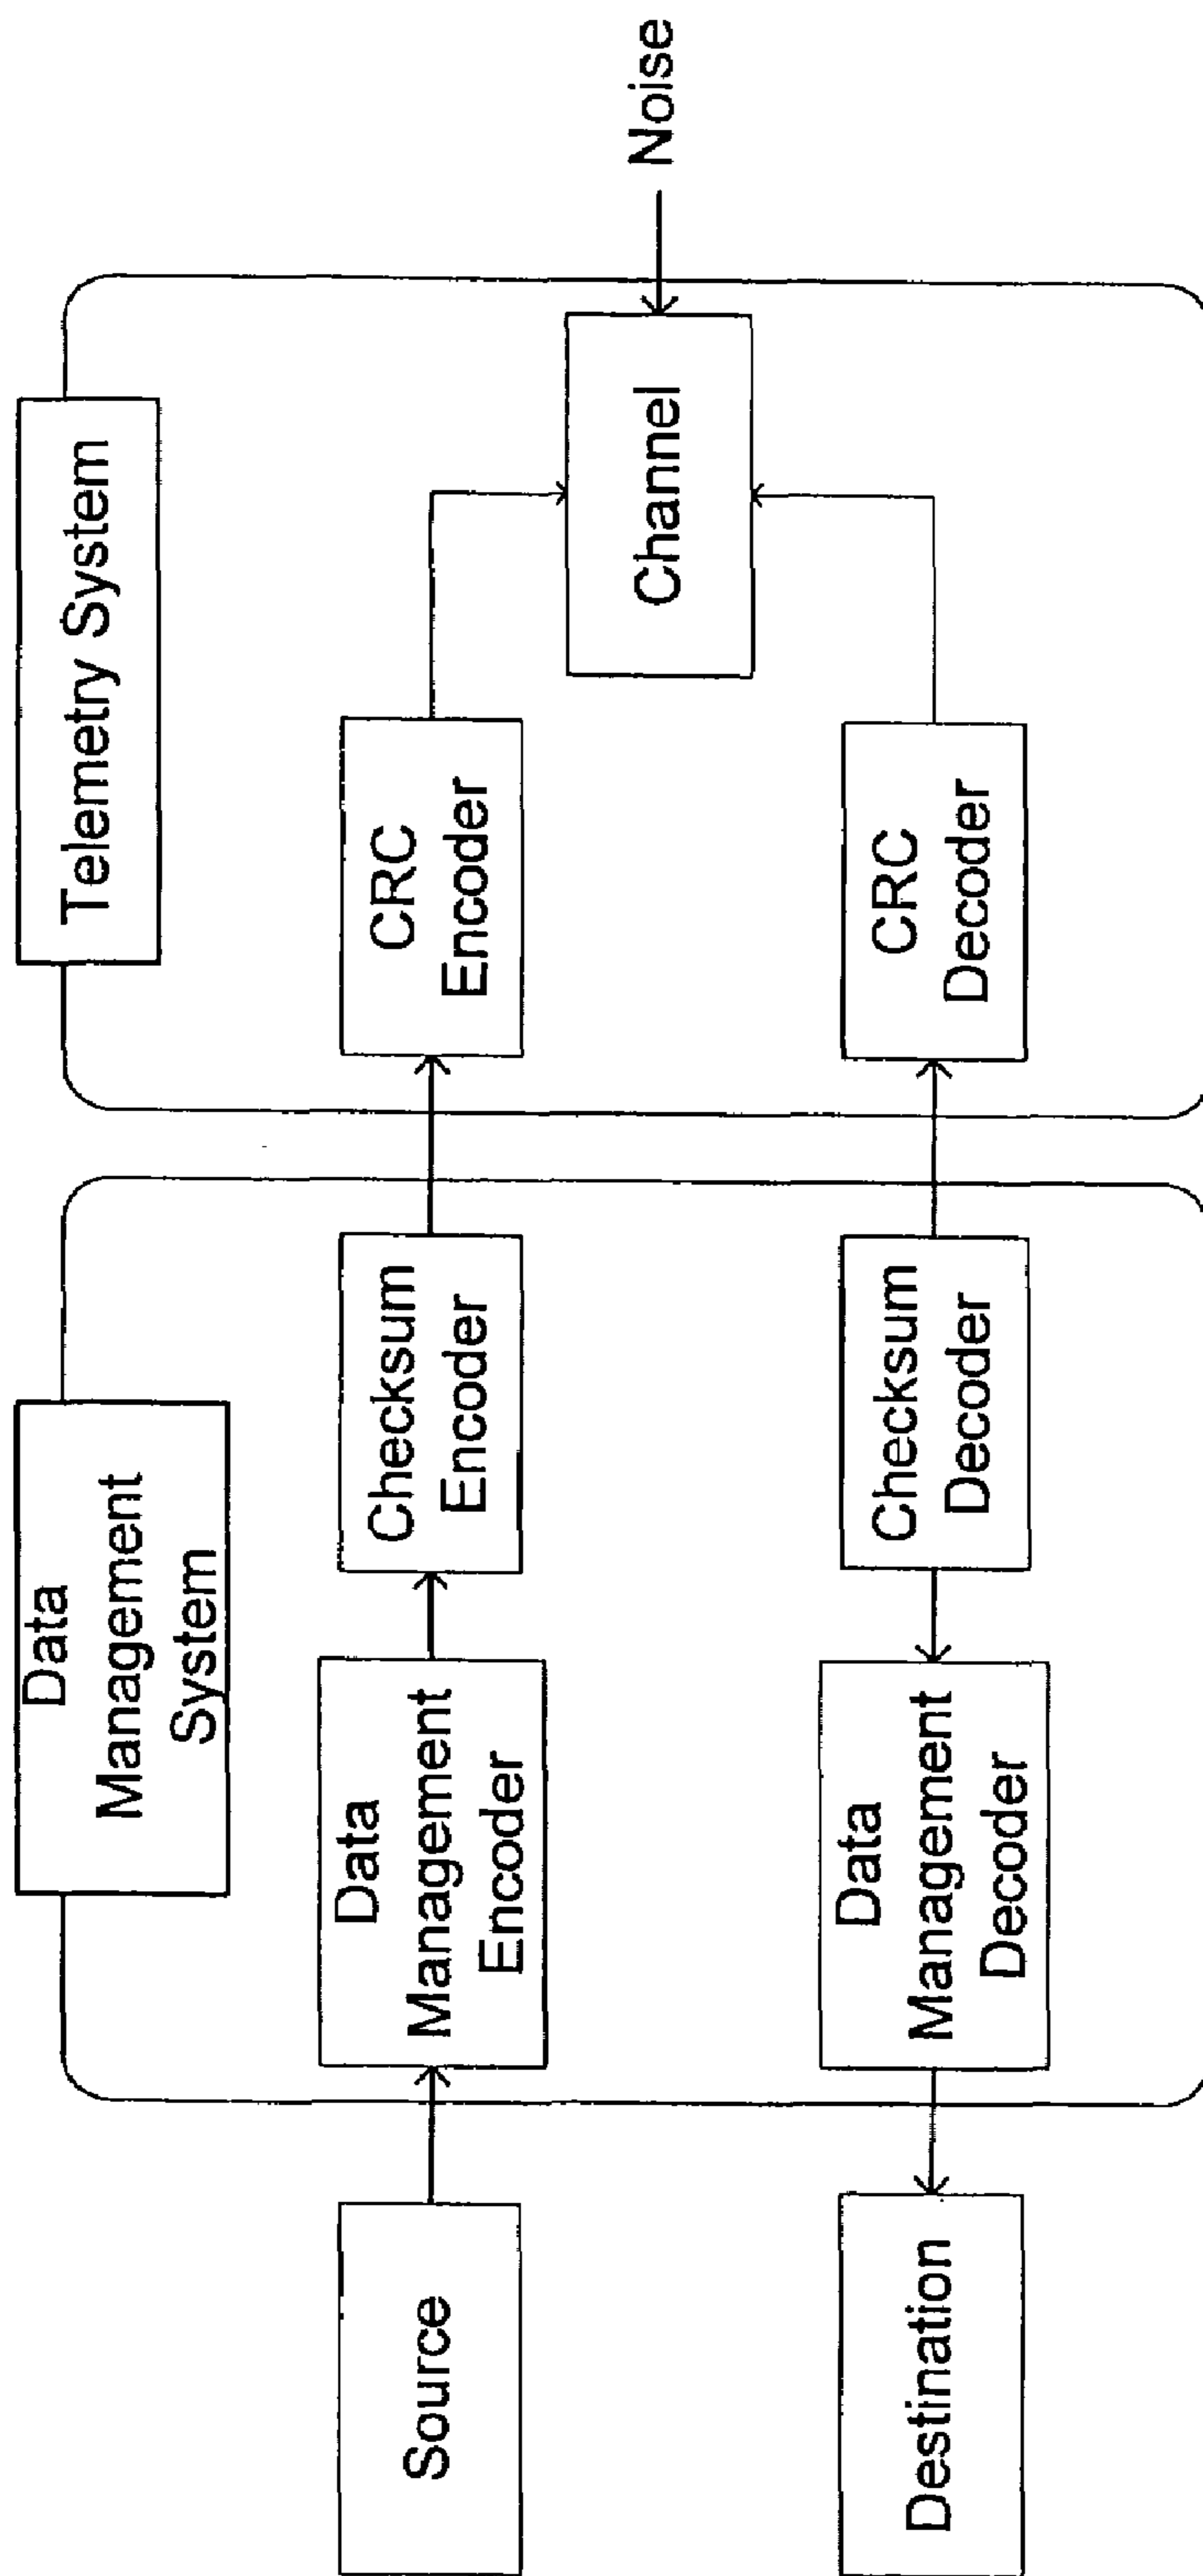 Data
Management
System
Telemetry System
Source
Data
Management
Encoder
Checksum
Encoder
CRC
Encoder
Channel
Noise
Destination
Data
Management
Decoder
Checksum
Decoder
CRC
Decoder